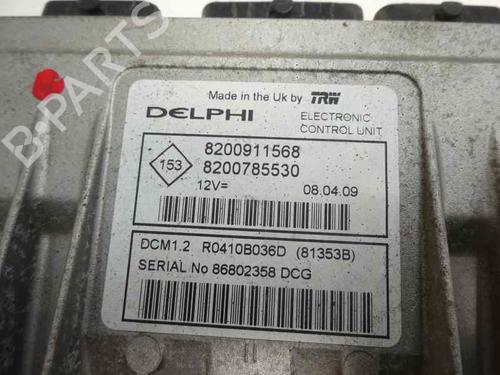 B-PARTS
Made in the Uk by TRW
DELPHI
ELECTRONIC
CONTROL UNIT
153
8200911568
8200785530
12V=
08.04.09
DCM1.2 R0410B036D (81353B)
SERIAL No 86802358 DCG